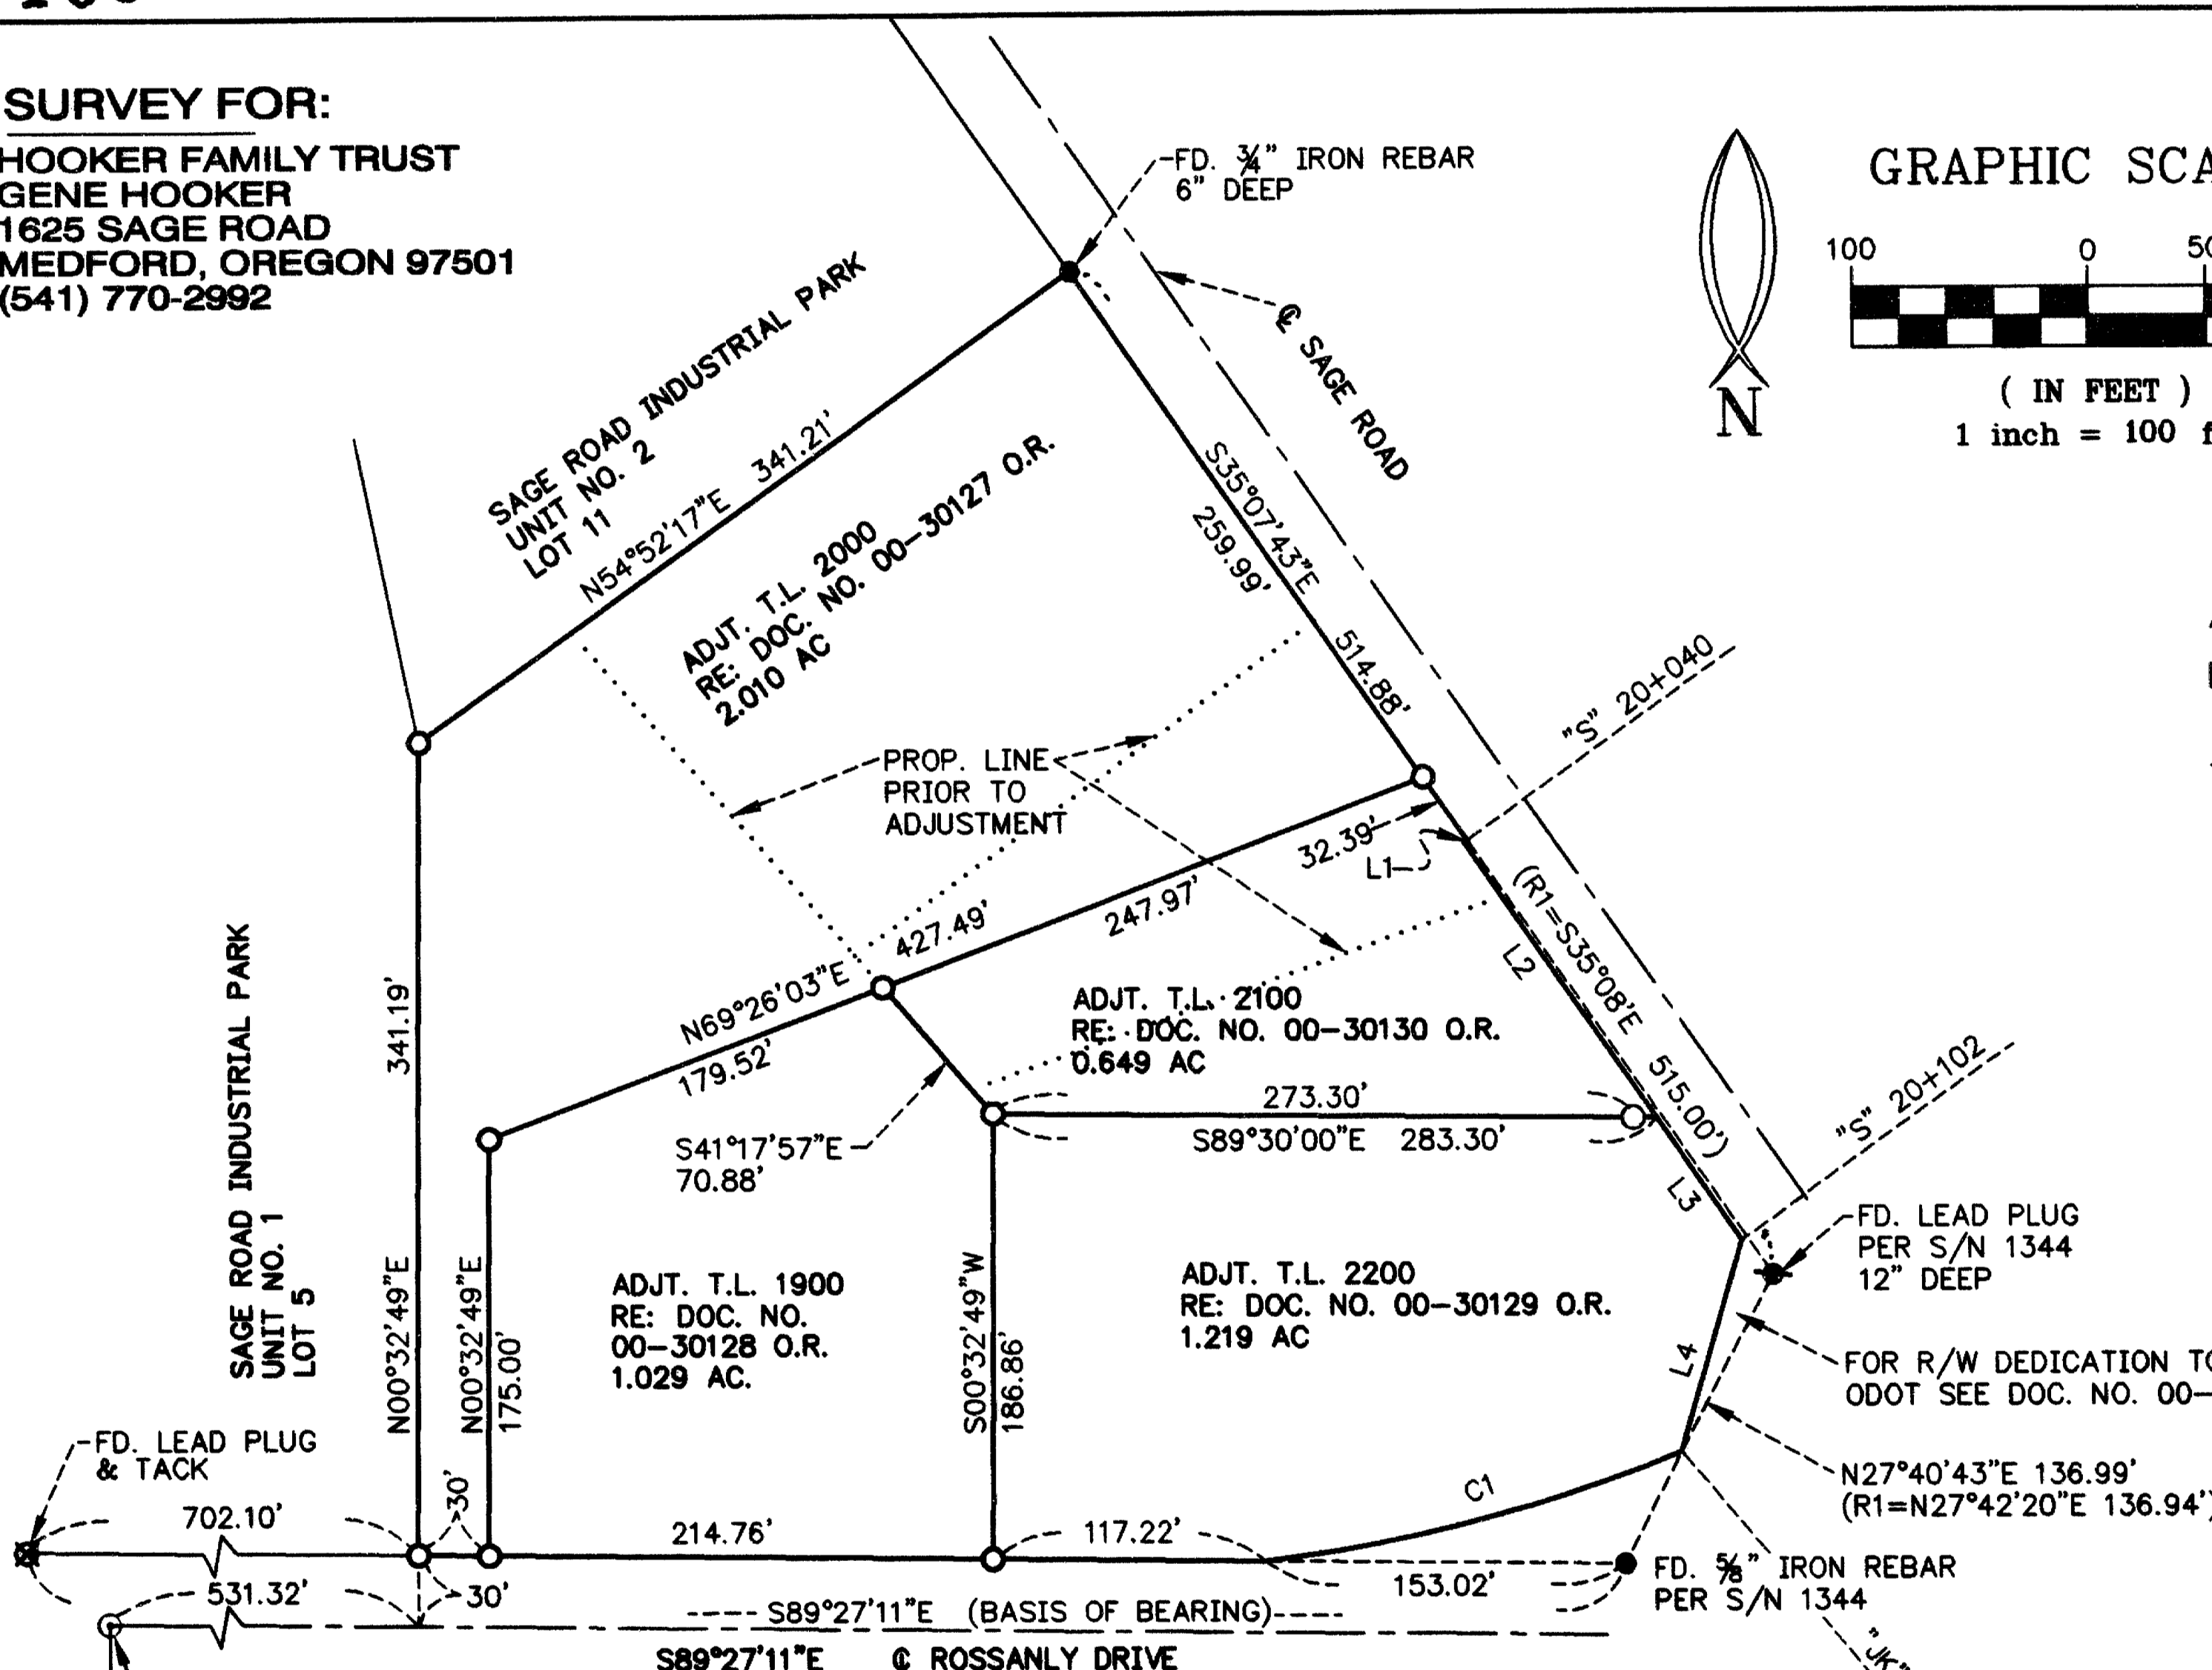 SURVEY FOR:
HOOKER FAMILY TRUST
GENE HOOKER
1625 SAGE ROAD
MEDFORD, OREGON 97501
(541) 770-2992
FD. 3/4" IRON REBAR
6" DEEP
GRAPHIC
100
0
( IN FEET )
1 inch = 100
N
℄ SAGE ROAD
SAGE ROAD INDUSTRIAL PARK
UNIT NO. 2
LOT 11
N54°52'17"E 341.21'
ADJT. T.L. 2000
RE: DOC. NO. 00-30127 O.R.
2.010 AC
S35°07'43"E
259.99'
514.88'
"S" 20+040
PROP. LINE
PRIOR TO
ADJUSTMENT
32.39'
L1
(R1=S35°08'E 515.00')
L2
427.49'
247.97'
N69°26'03"E
179.52'
ADJT. T.L. 2100
RE: DOC. NO. 00-30130 O.R.
0.649 AC
273.30'
S89°30'00"E 283.30'
S41°17'57"E
70.88'
"S" 20+102
L3
SAGE ROAD INDUSTRIAL PARK
UNIT NO. 1
LOT 5
341.19'
N00°32'49"E
N00°32'49"E
175.00'
ADJT. T.L. 1900
RE: DOC. NO.
00-30128 O.R.
1.029 AC.
S00°32'49"W
186.86'
ADJT. T.L. 2200
RE: DOC. NO. 00-30129 O.R.
1.219 AC
FD. LEAD PLUG
PER S/N 1344
12" DEEP
L4
FOR R/W DEDICATION TO
ODOT SEE DOC. NO. 00-
N27°40'43"E 136.99'
(R1=N27°42'20"E 136.94')
C1
FD. LEAD PLUG
& TACK
702.10'
30'
214.76'
117.22'
531.32'
30'
153.02'
FD. 5/8" IRON REBAR
PER S/N 1344
S89°27'11"E (BASIS OF BEARING)
S89°27'11"E ℄ ROSSANLY DRIVE
"JK"